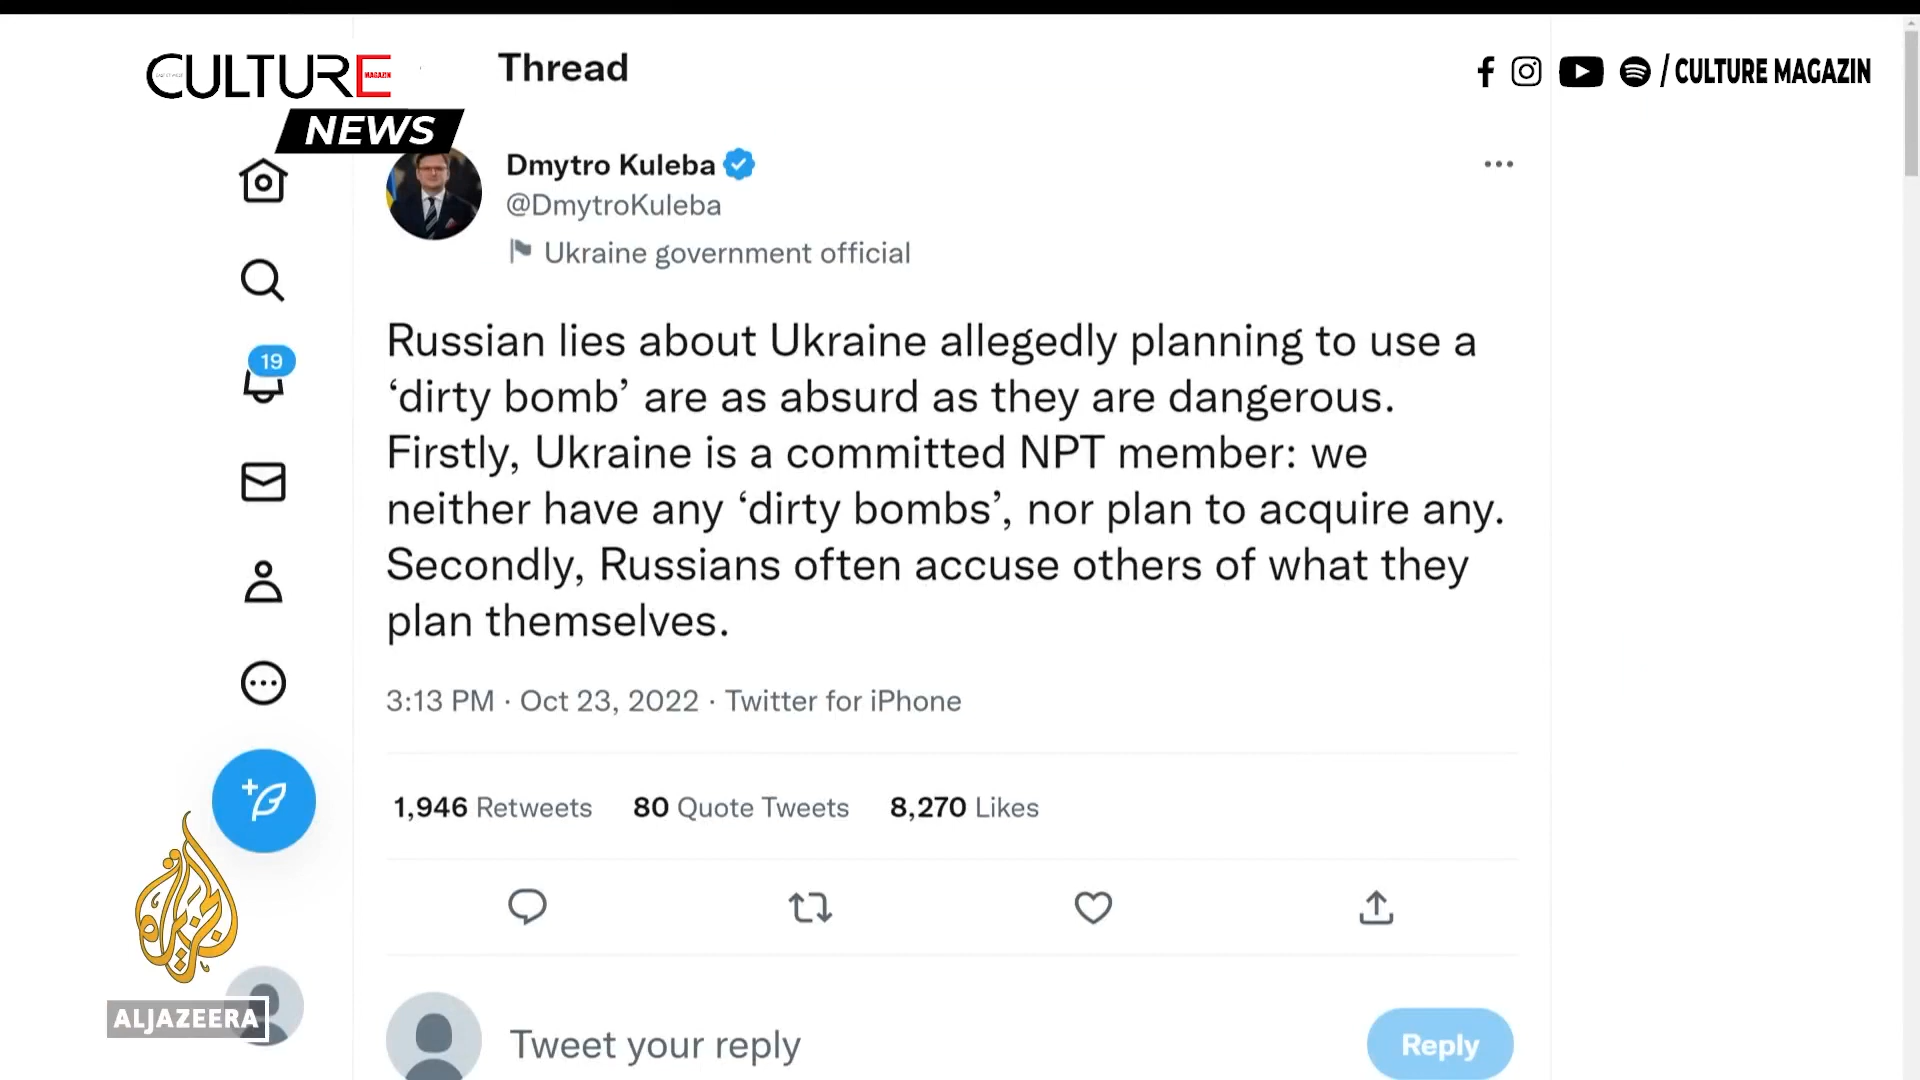 CULTURE
MAGAZIN
NEWS
Thread
/ CULTURE MAGAZIN
Dmytro Kuleba
@DmytroKuleba
Ukraine government official
19
Russian lies about Ukraine allegedly planning to use a
‘dirty bomb’ are as absurd as they are dangerous.
Firstly, Ukraine is a committed NPT member: we
neither have any ‘dirty bombs’, nor plan to acquire any.
Secondly, Russians often accuse others of what they
plan themselves.
3:13 PM · Oct 23, 2022 · Twitter for iPhone
1,946 Retweets 80 Quote Tweets 8,270 Likes
الجزيرة
ALJAZEERA
Tweet your reply
Reply